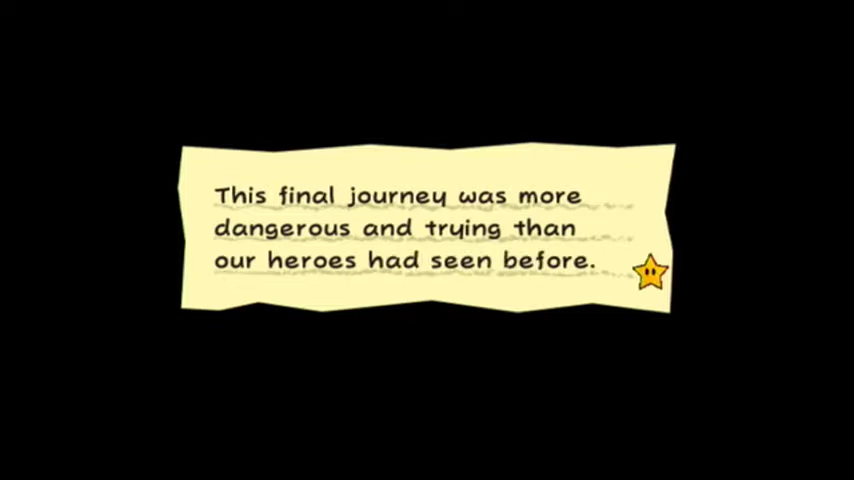 This final journey was more
dangerous and trying than
our heroes had seen before.